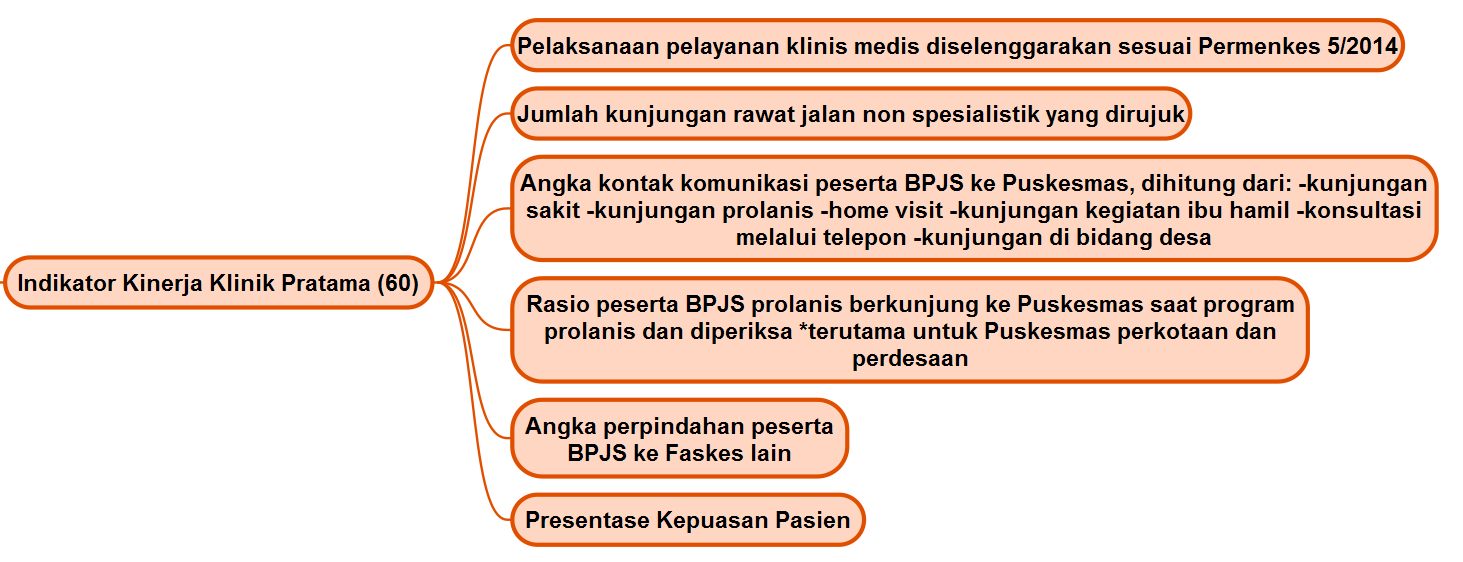 Indikator Kinerja Klinik Pratama (60)
Pelaksanaan pelayanan klinis medis diselenggarakan sesuai Permenkes 5/2014
Jumlah kunjungan rawat jalan non spesialistik yang dirujuk
Angka kontak komunikasi peserta BPJS ke Puskesmas, dihitung dari: -kunjungan
sakit -kunjungan prolanis -home visit -kunjungan kegiatan ibu hamil -konsultasi
melalui telepon -kunjungan di bidang desa
Rasio peserta BPJS prolanis berkunjung ke Puskesmas saat program
prolanis dan diperiksa *terutama untuk Puskesmas perkotaan dan
perdesaan
Angka perpindahan peserta
BPJS ke Faskes lain
Presentase Kepuasan Pasien